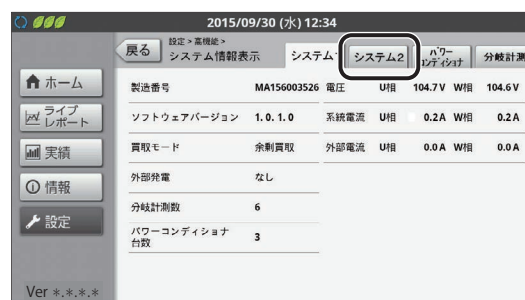 2015/09/30 (水) 12:34
戻る
設定 > 高機能 >
システム情報表示
システム
システム2
パワー
コンディショナ
分岐計測
ホーム
ライブ
レポート
実績
情報
設定
Ver *.*.*.*
製造番号 MA156003526 電圧 U相 104.7 V W相 104.6 V
ソフトウェアバージョン 1.0.1.0 系統電流 U相 0.2 A W相 0.2 A
買取モード 余剰買取 外部電流 U相 0.0 A W相 0.0 A
外部発電 なし
分岐計測数 6
パワーコンディショナ
台数 3